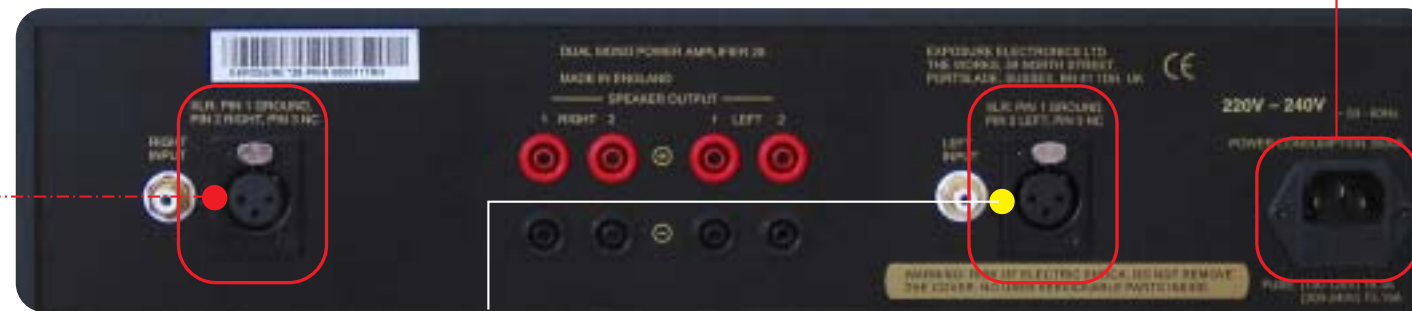 DUAL MONO POWER AMPLIFIER 28
MADE IN ENGLAND
SPEAKER OUTPUT
1 RIGHT 2
1 LEFT 2
EXPOSURE ELECTRONICS LTD
THE WORKS, 39 NORTH STREET,
PORTSLADE, SUSSEX, BN41 1DH. UK
CE
XLR: PIN 1 GROUND,
PIN 2 RIGHT, PIN 3 NC
RIGHT
INPUT
XLR: PIN 1 GROUND
PIN 2 LEFT, PIN 3 NC
LEFT
INPUT
220V ~ 240V
POWER CONSUMPTION
WARNING: RISK OF ELECTRIC SHOCK, DO NOT REMOVE
THE COVER. NO USER SERVICEABLE PARTS INSIDE.